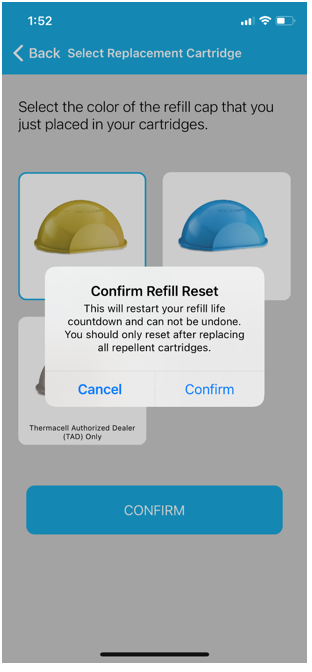 1:52
Back Select Replacement Cartridge
Select the color of the refill cap that you
just placed in your cartridges.
Confirm Refill Reset
This will restart your refill life
countdown and can not be undone.
You should only reset after replacing
all repellent cartridges.
Cancel Confirm
Thermacell Authorized Dealer
(TAD) Only
CONFIRM